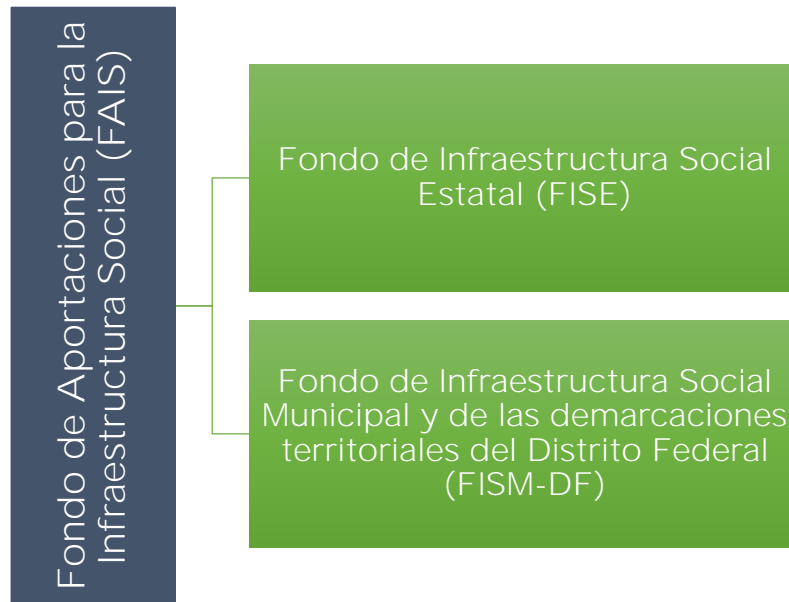 Fondo de Aportaciones para la
Infraestructura Social (FAIS)
Fondo de Infraestructura Social
Estatal (FISE)
Fondo de Infraestructura Social
Municipal y de las demarcaciones
territoriales del Distrito Federal
(FISM-DF)